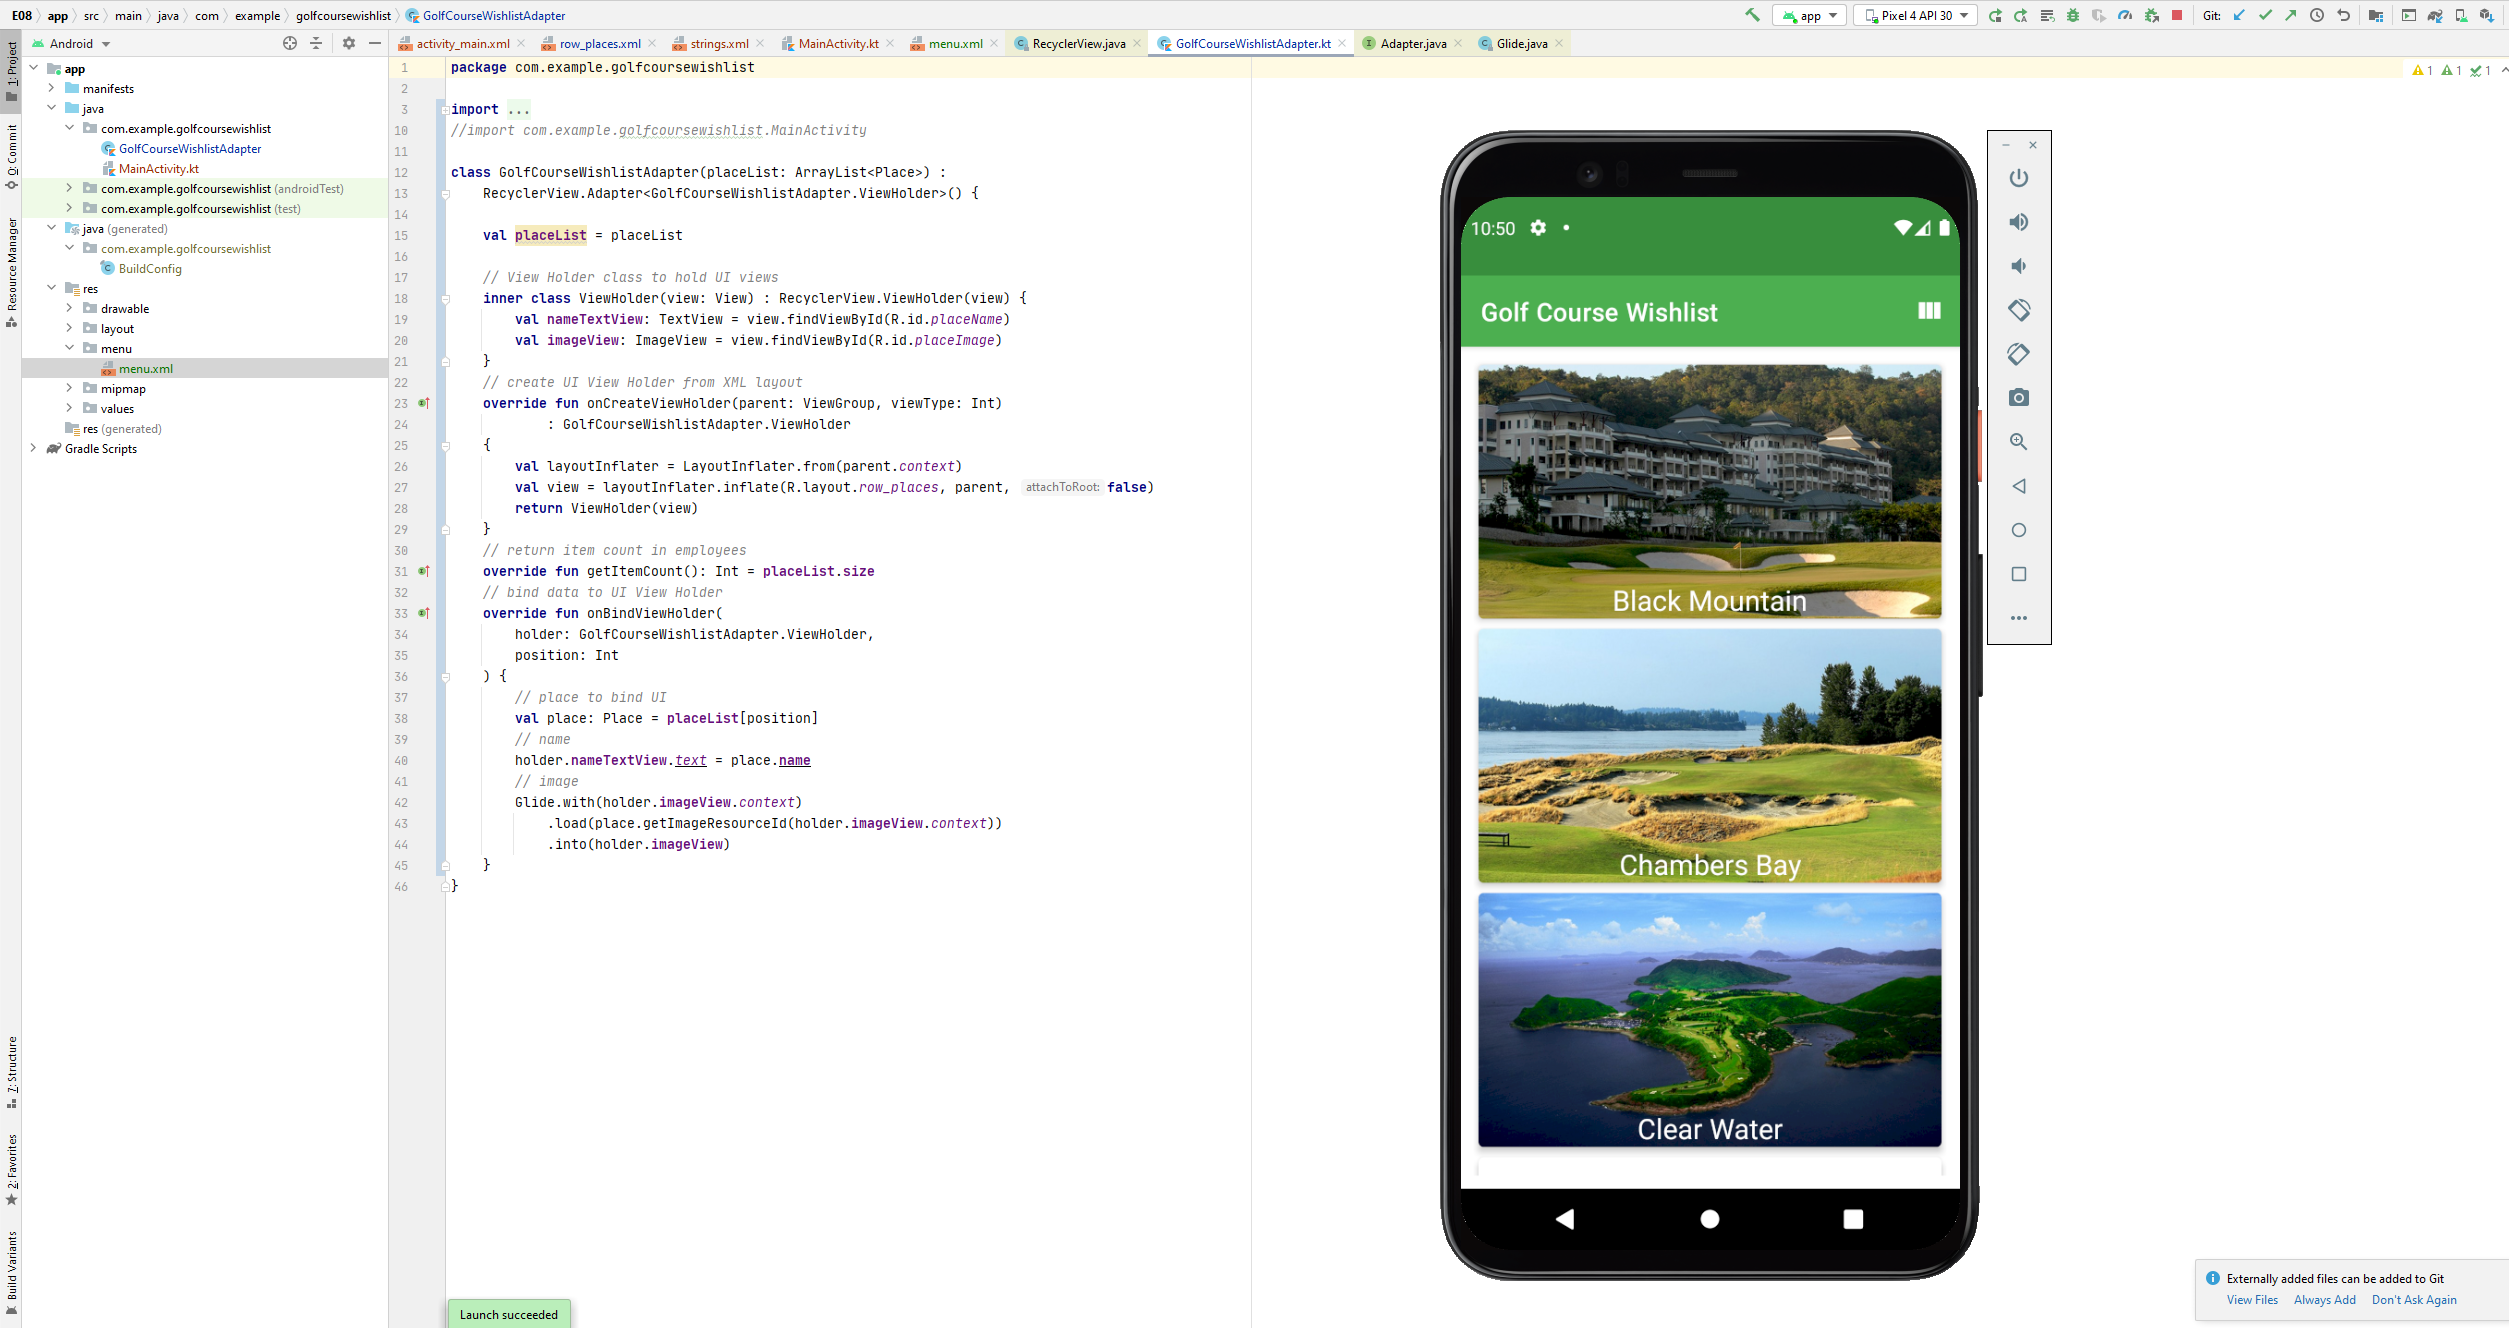 E08 app src main java com example golfcoursewishlist GolfCourseWishlistAdapter
app Pixel 4 API 30 Git:
Android
activity_main.xml row_places.xml strings.xml MainActivity.kt menu.xml RecyclerView.java GolfCourseWishlistAdapter.kt Adapter.java Glide.java
1: Project
0: Commit
Resource Manager
7: Structure
2: Favorites
Build Variants
app
manifests
java
com.example.golfcoursewishlist
GolfCourseWishlistAdapter
MainActivity.kt
com.example.golfcoursewishlist (androidTest)
com.example.golfcoursewishlist (test)
java (generated)
com.example.golfcoursewishlist
BuildConfig
res
drawable
layout
menu
menu.xml
mipmap
values
res (generated)
Gradle Scripts
1 package com.example.golfcoursewishlist
2
3 import ...
10 //import com.example.golfcoursewishlist.MainActivity
11
12 class GolfCourseWishlistAdapter(placeList: ArrayList<Place>) :
13 RecyclerView.Adapter<GolfCourseWishlistAdapter.ViewHolder>() {
14
15 val placeList = placeList
16
17 // View Holder class to hold UI views
18 inner class ViewHolder(view: View) : RecyclerView.ViewHolder(view) {
19 val nameTextView: TextView = view.findViewById(R.id.placeName)
20 val imageView: ImageView = view.findViewById(R.id.placeImage)
21 }
22 // create UI View Holder from XML layout
23 override fun onCreateViewHolder(parent: ViewGroup, viewType: Int)
24 : GolfCourseWishlistAdapter.ViewHolder
25 {
26 val layoutInflater = LayoutInflater.from(parent.context)
27 val view = layoutInflater.inflate(R.layout.row_places, parent, attachToRoot: false)
28 return ViewHolder(view)
29 }
30 // return item count in employees
31 override fun getItemCount(): Int = placeList.size
32 // bind data to UI View Holder
33 override fun onBindViewHolder(
34 holder: GolfCourseWishlistAdapter.ViewHolder,
35 position: Int
36 ) {
37 // place to bind UI
38 val place: Place = placeList[position]
39 // name
40 holder.nameTextView.text = place.name
41 // image
42 Glide.with(holder.imageView.context)
43 .load(place.getImageResourceId(holder.imageView.context))
44 .into(holder.imageView)
45 }
46 }
1 1 1
10:50
Golf Course Wishlist
Black Mountain
Chambers Bay
Clear Water
Launch succeeded
Externally added files can be added to Git
View Files Always Add Don't Ask Again